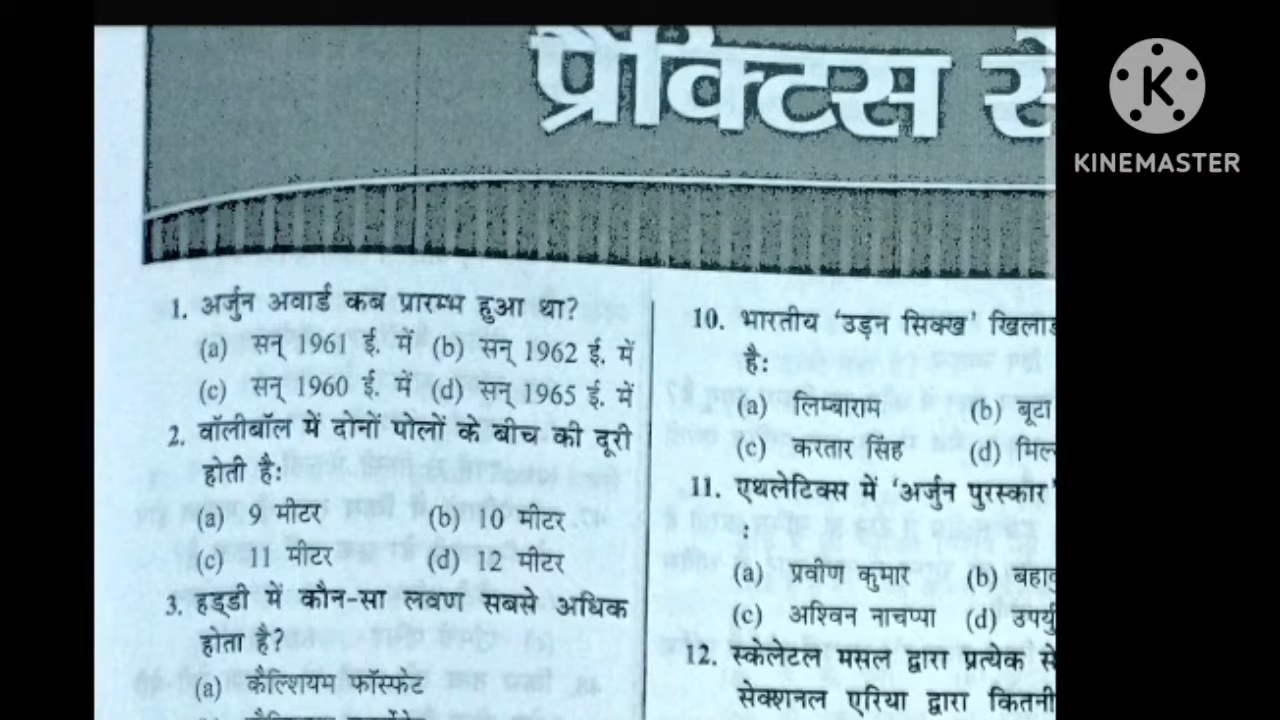 प्रैक्टिस
K
KINEMASTER
1. अर्जुन अवार्ड कब प्रारम्भ हुआ था?
(a) सन् 1961 ई. में (b) सन् 1962 ई. में
(c) सन् 1960 ई. में (d) सन् 1965 ई. में
2. वॉलीबॉल में दोनों पोलों के बीच की दूरी
होती है:
(a) 9 मीटर (b) 10 मीटर
(c) 11 मीटर (d) 12 मीटर
3. हड्डी में कौन-सा लवण सबसे अधिक
होता है?
(a) कैल्शियम फॉस्फेट
10. भारतीय ‘उड़न सिक्ख’
है:
(a) लिम्बाराम (b) बूटा
(c) करतार सिंह (d)
11. एथलेटिक्स में ‘अर्जुन पुरस्कार’
:
(a) प्रवीण कुमार (b)
(c) अश्विन नाचप्पा (d)
12. स्केलेटल मसल द्वारा प्रत्येक
सेक्शनल एरिया द्वारा कितनी